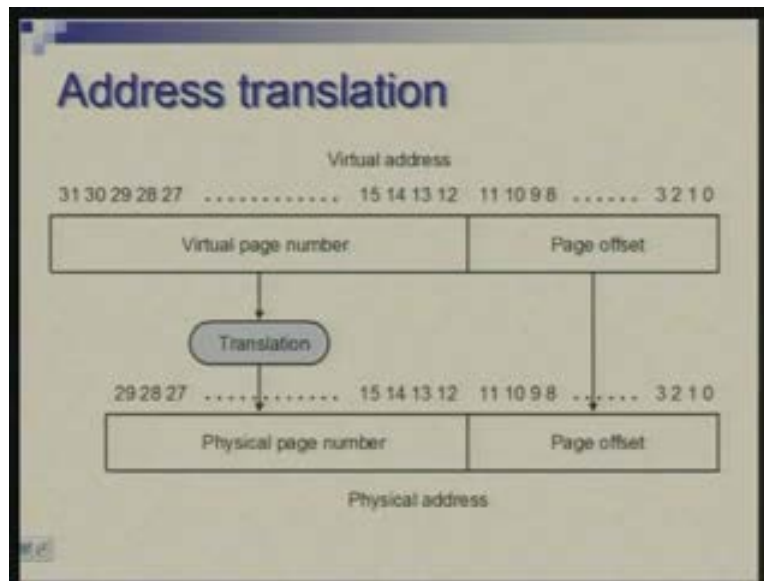 Address translation
Virtual address
31 30 29 28 27 ............ 15 14 13 12 11 10 9 8 ...... 3 2 1 0
Virtual page number Page offset
Translation
29 28 27 ............ 15 14 13 12 11 10 9 8 ...... 3 2 1 0
Physical page number Page offset
Physical address